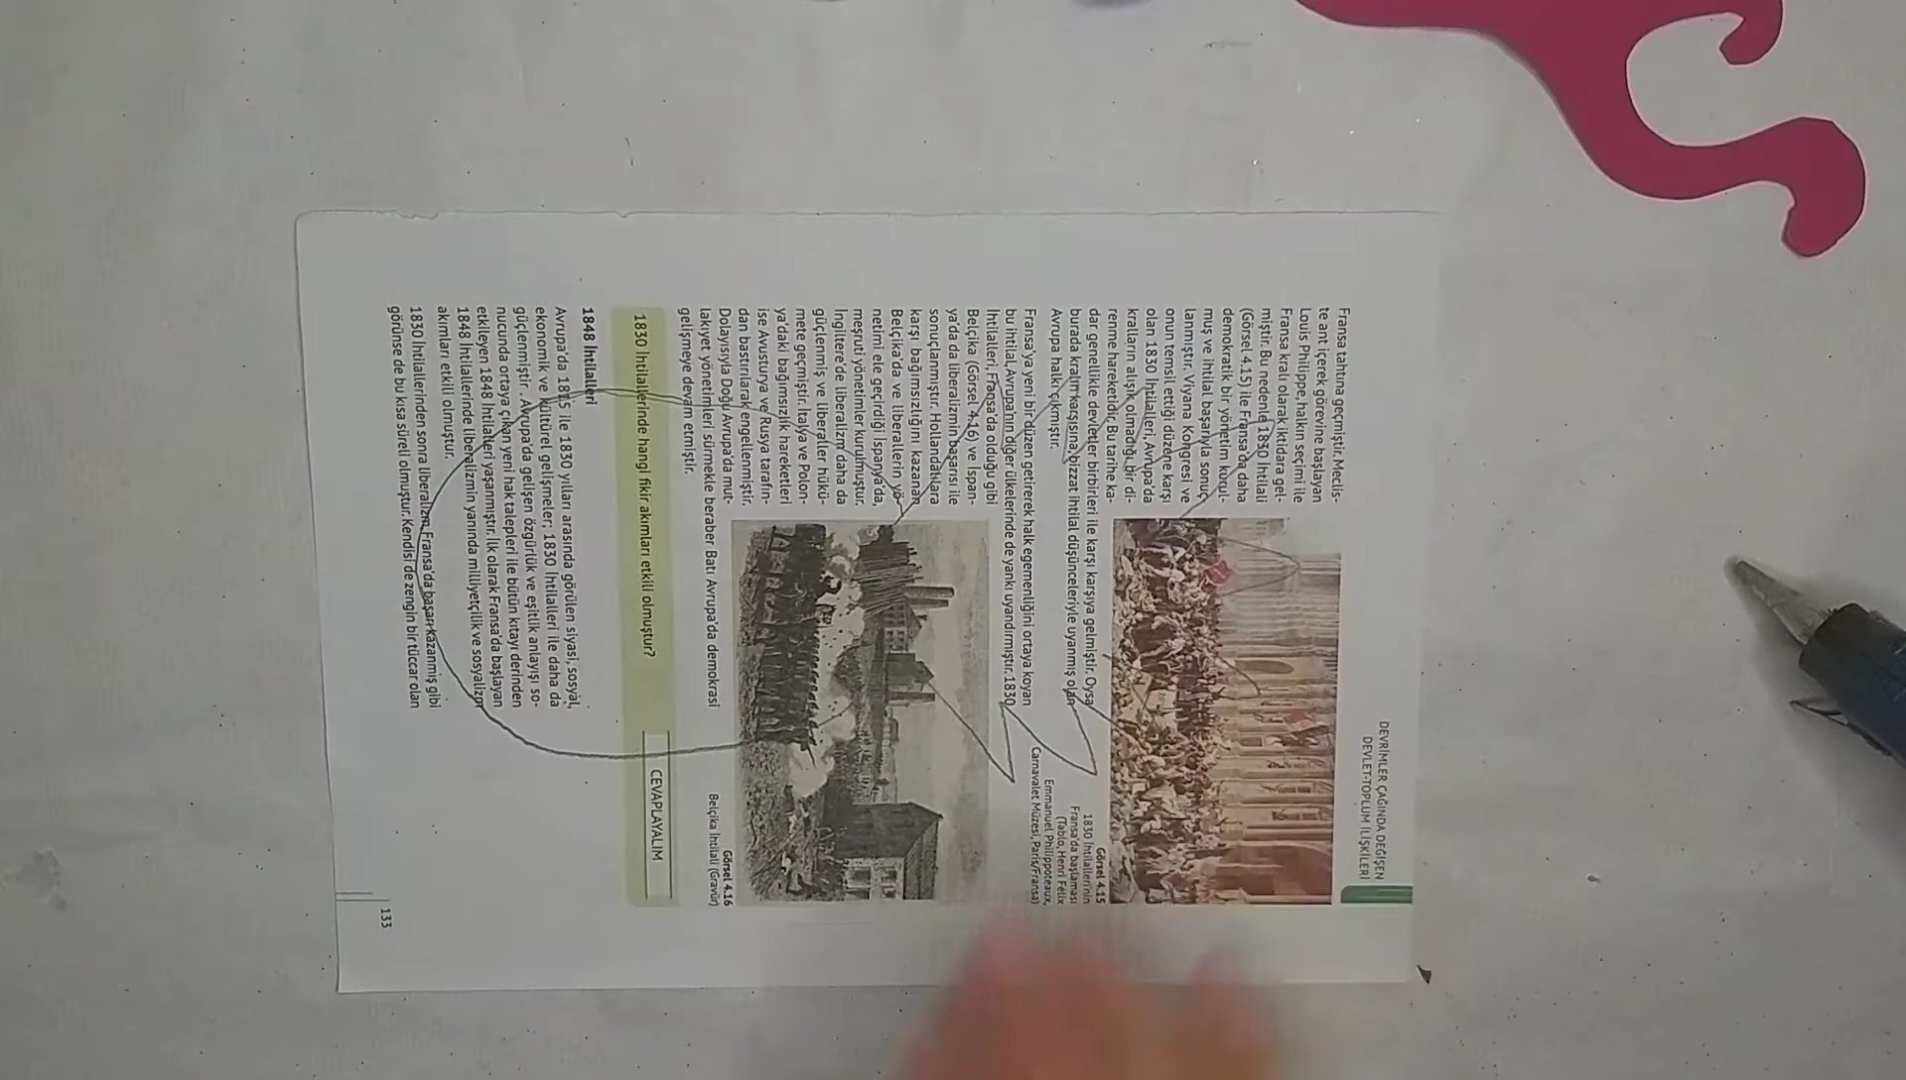 DEVRİMLER ÇAĞINDA DEĞİŞEN
DEVLET-TOPLUM İLİŞKİLERİ
Fransa tahtına geçmiştir. Meclis-
te ant içerek görevine başlayan
Louis Philippe, halkın seçimi ile
Fransa kralı olarak iktidara gel-
miştir. Bu nedenle 1830 İhtilali
(Görsel 4.15) ile Fransa'da daha
demokratik bir yönetim kurul-
muş ve ihtilal başarıyla sonuç-
lanmıştır. Viyana Kongresi ve
onun temsil ettiği düzene karşı
olan 1830 İhtilalleri, Avrupa'da
kralların alışık olmadığı bir di-
renme hareketidir. Bu tarihe ka-
dar genellikle devletler birbirleri ile karşı karşıya gelmiştir. Oysa
burada kralın karşısına bizzat ihtilal düşünceleriyle uyanmış olan
Avrupa halkı çıkmıştır.
Görsel 4.15
1830 İhtilallerinin
Fransa'da başlaması
(Tablo, Henri Felix
Emmanuel Philippoteaux,
Carnavalet Müzesi, Paris/Fransa)
Fransa'ya yeni bir düzen getirerek halk egemenliğini ortaya koyan
bu ihtilal, Avrupa'nın diğer ülkelerinde de yankı uyandırmıştır. 1830
İhtilalleri, Fransa'da olduğu gibi
Belçika (Görsel 4.16) ve İspan-
ya'da da liberalizmin başarısı ile
sonuçlanmıştır. Hollandalılara
karşı bağımsızlığını kazanan
Belçika'da ve liberallerin yö-
netimi ele geçirdiği İspanya'da,
meşruti yönetimler kurulmuştur.
İngiltere'de liberalizm daha da
güçlenmiş ve liberaller hükü-
mete geçmiştir. İtalya ve Polon-
ya'daki bağımsızlık hareketleri
ise Avusturya ve Rusya tarafın-
dan bastırılarak engellenmiştir.
Dolayısıyla Doğu Avrupa'da mut-
lakıyet yönetimleri sürmekle beraber Batı Avrupa'da demokrasi
gelişmeye devam etmiştir.
Görsel 4.16
Belçika İhtilali (Gravür)
CEVAPLAYALIM
1830 İhtilallerinde hangi fikir akımları etkili olmuştur?
1848 İhtilalleri
Avrupa'da 1815 ile 1830 yılları arasında görülen siyasi, sosyal,
ekonomik ve kültürel gelişmeler; 1830 İhtilalleri ile daha da
güçlenmiştir. Avrupa'da gelişen özgürlük ve eşitlik anlayışı so-
nucunda ortaya çıkan yeni hak talepleri ile bütün kıtayı derinden
etkileyen 1848 İhtilalleri yaşanmıştır. İlk olarak Fransa'da başlayan
1848 İhtilallerinde liberalizmin yanında milliyetçilik ve sosyalizm
akımları etkili olmuştur.
1830 İhtilallerinden sonra liberalizm, Fransa'da başarı kazanmış gibi
görünse de bu kısa süreli olmuştur. Kendisi de zengin bir tüccar olan
133